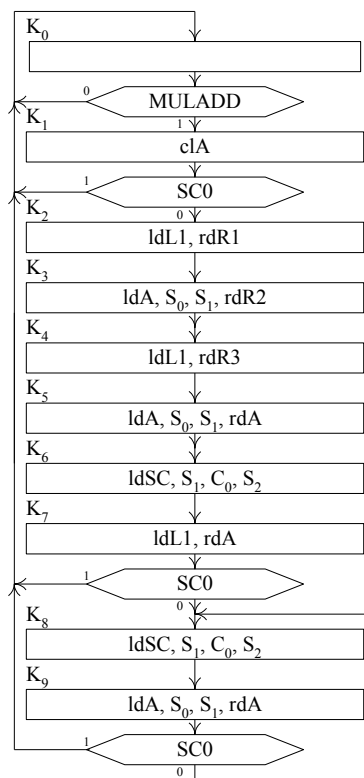 K₀
0
MULADD
K₁
1
clA
1
SC0
K₂
0
ldL1, rdR1
K₃
ldA, S₀, S₁, rdR2
K₄
ldL1, rdR3
K₅
ldA, S₀, S₁, rdA
K₆
ldSC, S₁, C₀, S₂
K₇
ldL1, rdA
1
SC0
0
K₈
ldSC, S₁, C₀, S₂
K₉
ldA, S₀, S₁, rdA
1
SC0
0